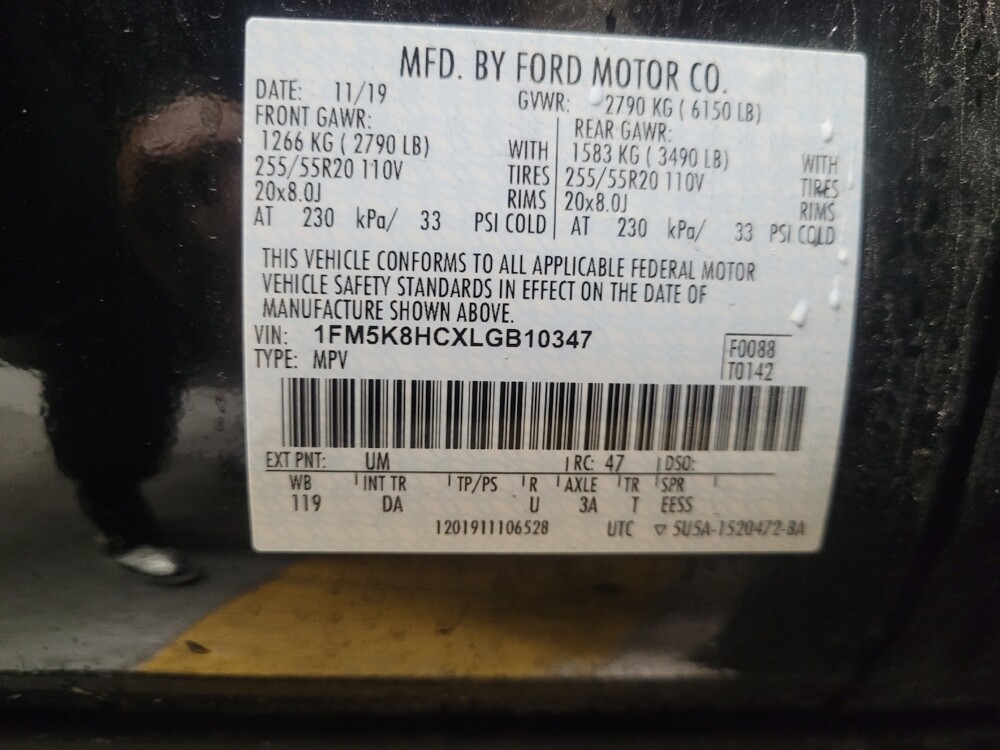 MFD. BY FORD MOTOR CO.
DATE: 11/19 GVWR: 2790 KG ( 6150 LB)
FRONT GAWR: REAR GAWR:
1266 KG ( 2790 LB) WITH 1583 KG ( 3490 LB) WITH
255/55R20 110V TIRES 255/55R20 110V TIRES
20x8.0J RIMS 20x8.0J RIMS
AT 230 kPa/ 33 PSI COLD AT 230 kPa/ 33 PSI COLD
THIS VEHICLE CONFORMS TO ALL APPLICABLE FEDERAL MOTOR
VEHICLE SAFETY STANDARDS IN EFFECT ON THE DATE OF
MANUFACTURE SHOWN ABOVE.
VIN: 1FM5K8HCXLGB10347 F0088
TYPE: MPV T0142
EXT PNT: UM RC: 47 DSO:
WB INT TR TP/PS R AXLE TR SPR
119 DA U 3A T EESS
1201911106528 UTC ▽ 5U5A-1520472-BA